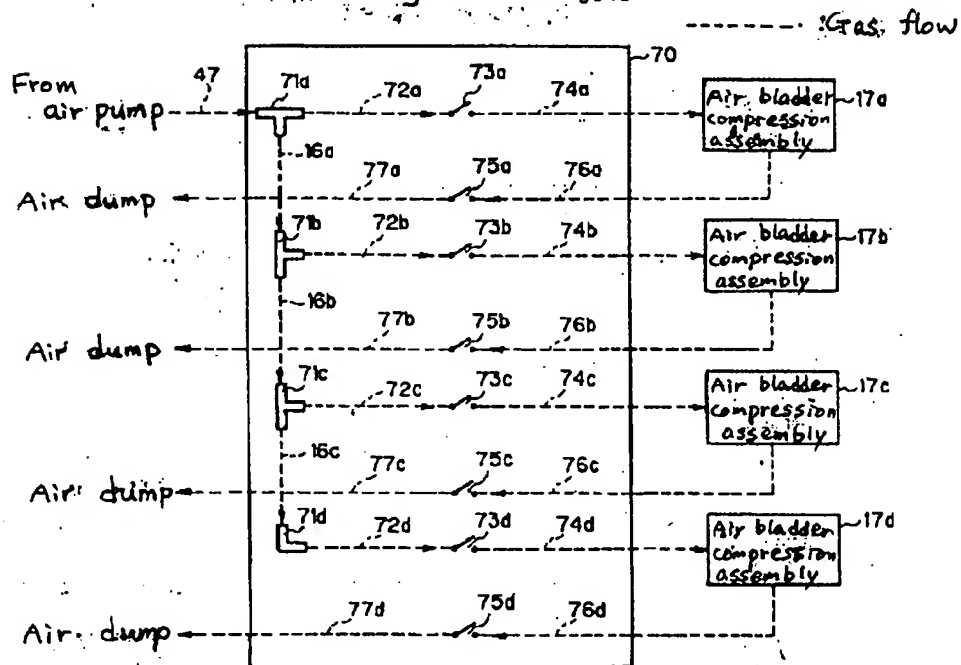 :Gas flow
70
From
air pump
47
71a
72a
73a
74a
Air bladder
compression
assembly
17a
16a
77a
75a
76a
Air dump
71b
72b
73b
74b
Air bladder
compression
assembly
17b
16b
77b
75b
76b
Air dump
71c
72c
73c
74c
Air bladder
compression
assembly
17c
16c
77c
75c
76c
Air dump
71d
72d
73d
74d
Air bladder
compression
assembly
17d
77d
75d
76d
Air dump